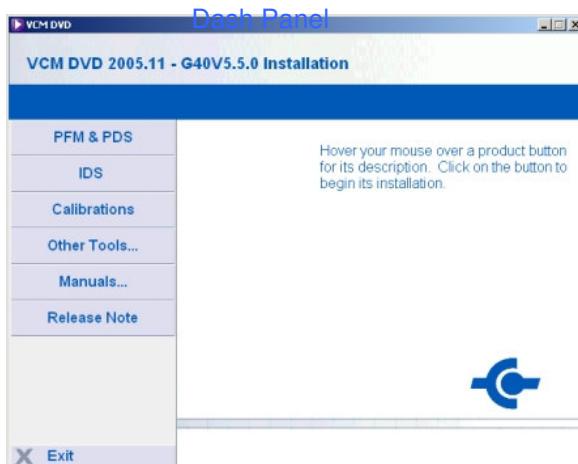 Dash Panel
VCM DVD
VCM DVD 2005.11 - G40V5.5.0 Installation
PFM & PDS
IDS
Calibrations
Other Tools...
Manuals...
Release Note
Hover your mouse over a product button
for its description. Click on the button to
begin its installation.
X Exit